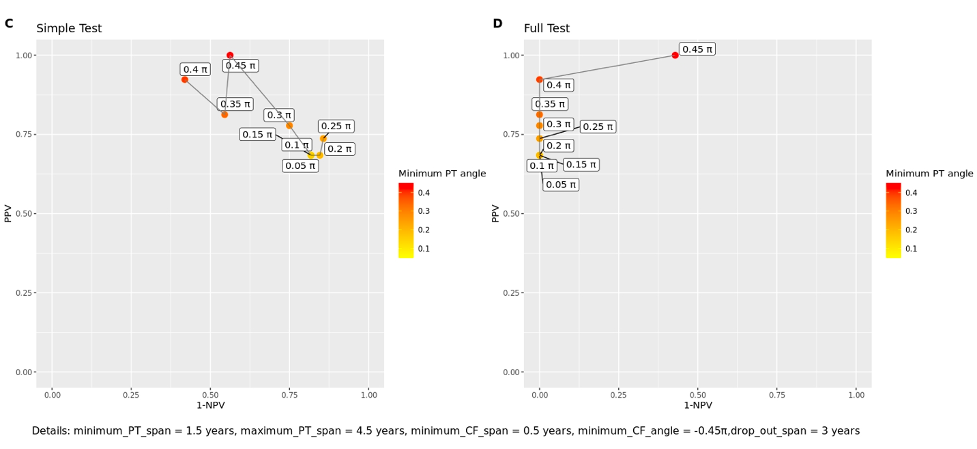 C
Simple Test
1.00
0.75
0.50
0.25
0.00
PPV
0.4 π
0.45 π
0.35 π
0.3 π
0.25 π
0.15 π
0.1 π
0.2 π
0.05 π
0.00 0.25 0.50 0.75 1.00
1-NPV
Minimum PT angle
0.4
0.3
0.2
0.1
D
Full Test
1.00
0.75
0.50
0.25
0.00
PPV
0.45 π
0.4 π
0.35 π
0.3 π
0.25 π
0.2 π
0.1 π
0.15 π
0.05 π
0.00 0.25 0.50 0.75 1.00
1-NPV
Minimum PT angle
0.4
0.3
0.2
0.1
Details: minimum_PT_span = 1.5 years, maximum_PT_span = 4.5 years, minimum_CF_span = 0.5 years, minimum_CF_angle = -0.45π,drop_out_span = 3 years